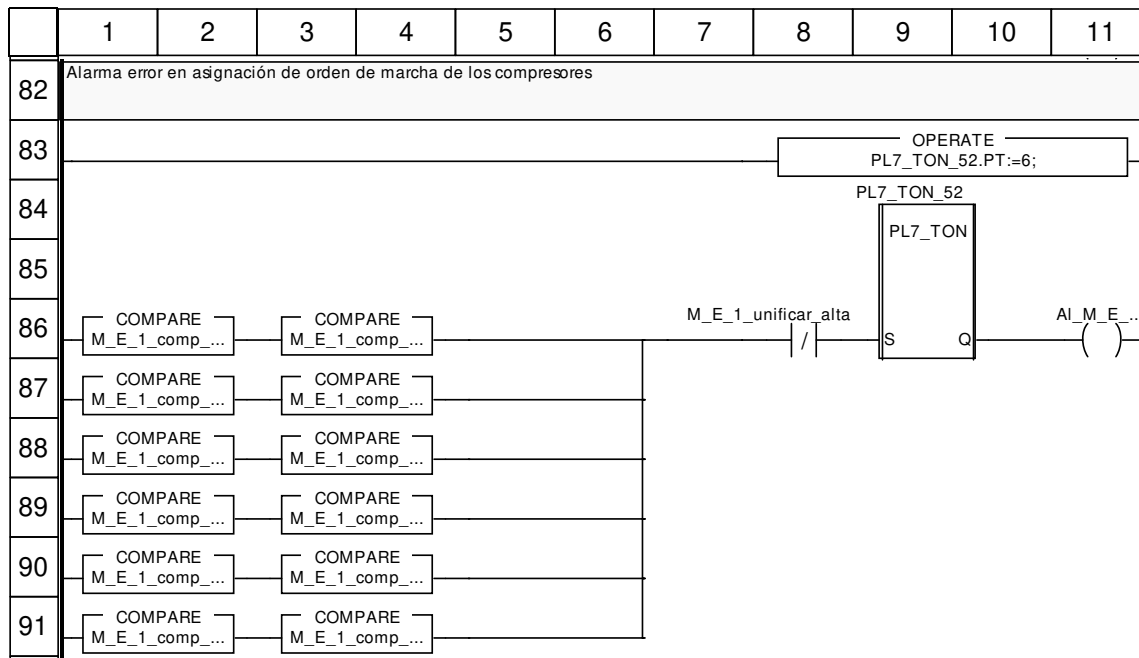 1 2 3 4 5 6 7 8 9 10 11
82 Alarma error en asignación de orden de marcha de los compresores
83 OPERATE
PL7_TON_52.PT:=6;
84 PL7_TON_52
PL7_TON
85
86 COMPARE COMPARE M_E_1_unificar_alta Al_M_E_...
M_E_1_comp_... M_E_1_comp_... / S Q
87 COMPARE COMPARE
M_E_1_comp_... M_E_1_comp_...
88 COMPARE COMPARE
M_E_1_comp_... M_E_1_comp_...
89 COMPARE COMPARE
M_E_1_comp_... M_E_1_comp_...
90 COMPARE COMPARE
M_E_1_comp_... M_E_1_comp_...
91 COMPARE COMPARE
M_E_1_comp_... M_E_1_comp_...